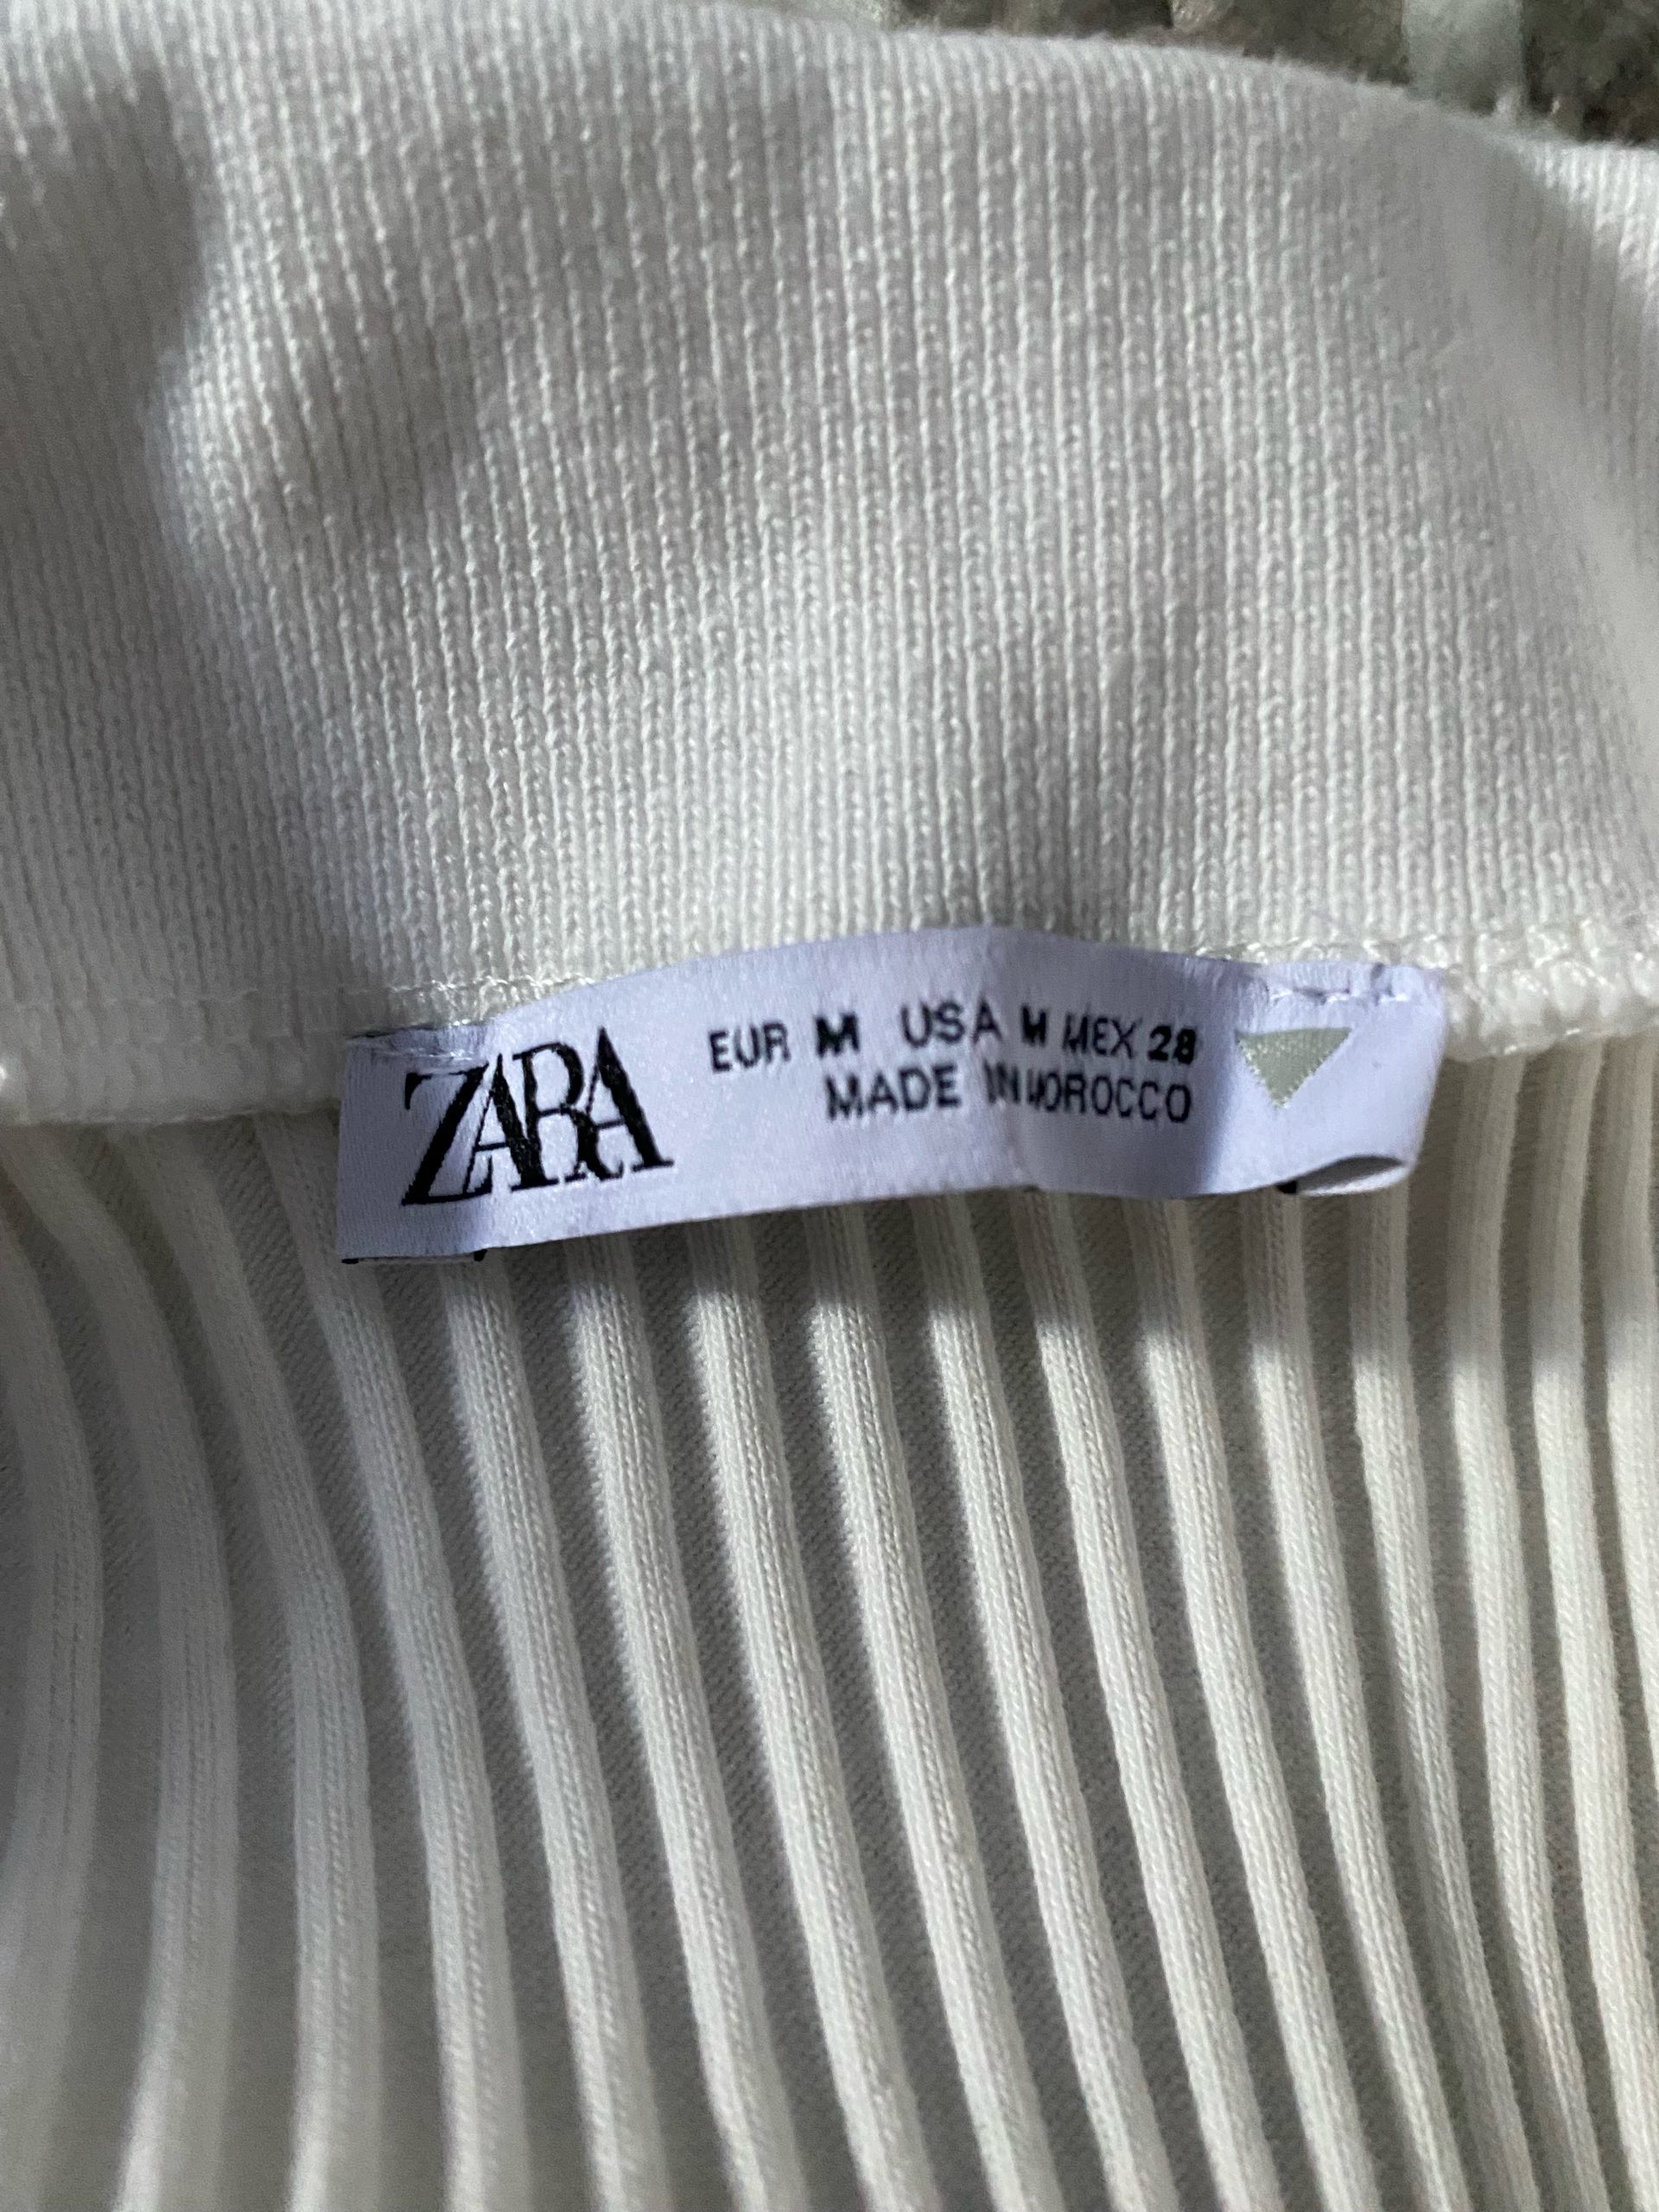 ZARA
EUR M USA M MEX 28
MADE IN MOROCCO